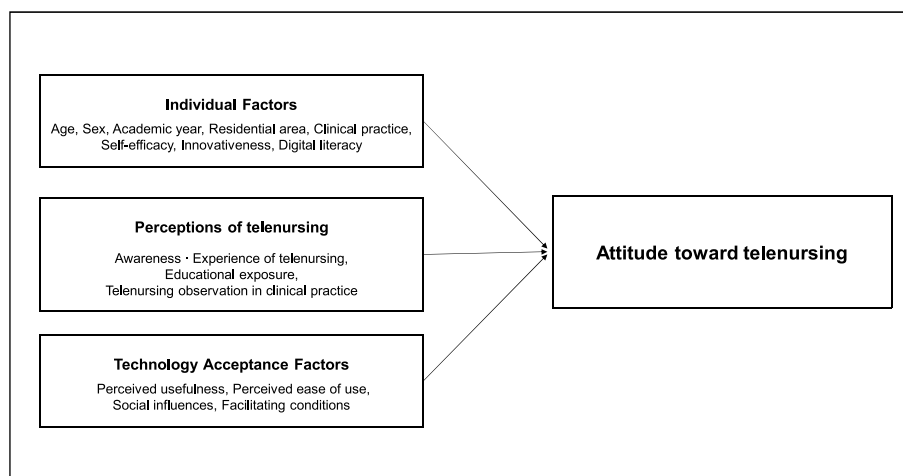 Individual Factors
Age, Sex, Academic year, Residential area, Clinical practice,
Self-efficacy, Innovativeness, Digital literacy
Perceptions of telenursing
Awareness · Experience of telenursing,
Educational exposure,
Telenursing observation in clinical practice
Attitude toward telenursing
Technology Acceptance Factors
Perceived usefulness, Perceived ease of use,
Social influences, Facilitating conditions